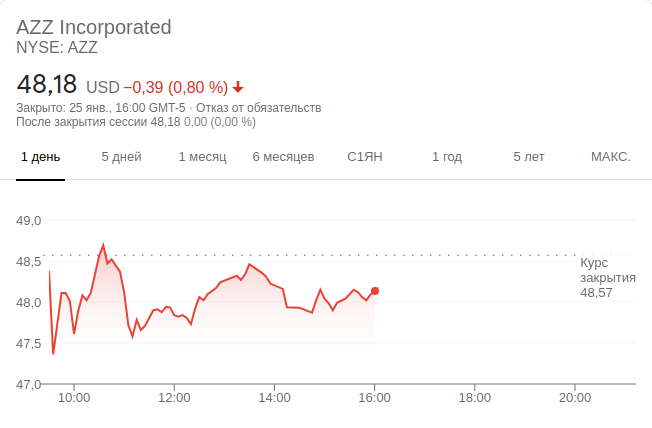 AZZ Incorporated
NYSE: AZZ
48,18 USD −0,39 (0,80 %)
Закрыто: 25 янв., 16:00 GMT-5 · Отказ от обязательств
После закрытия сессии 48,18 0,00 (0,00 %)
1 день 5 дней 1 месяц 6 месяцев С1ЯН 1 год 5 лет МАКС.
49,0
48,5
Курс
закрытия
48,57
48,0
47,5
47,0
10:00 12:00 14:00 16:00 18:00 20:00